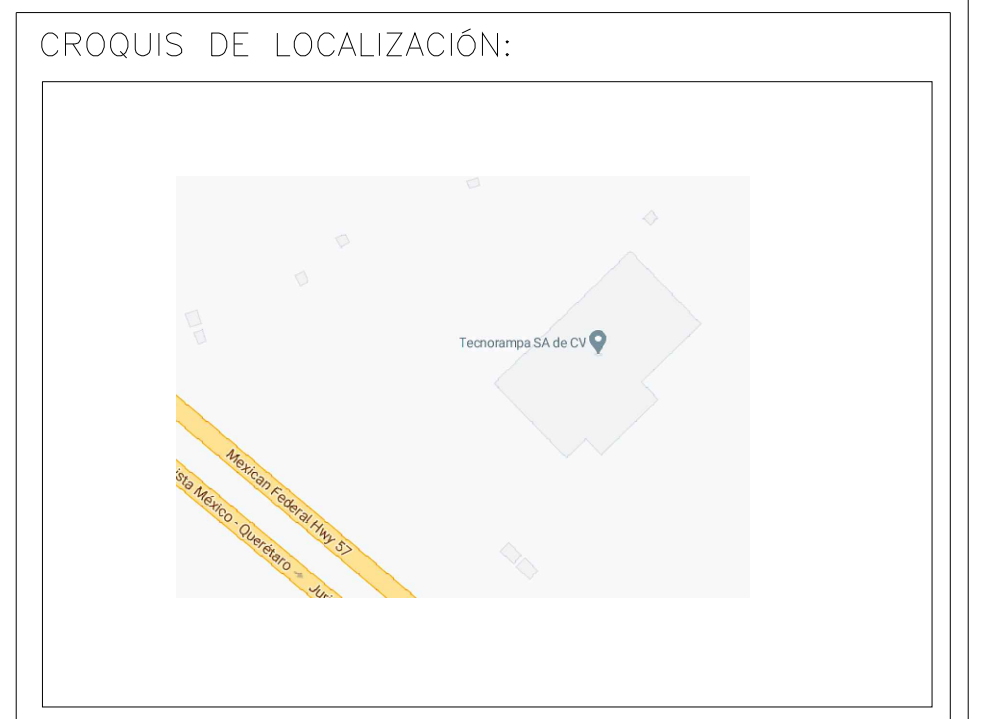 CROQUIS DE LOCALIZACIÓN:
Tecnorampa SA de CV
Mexican Federal Hwy 57
ista México - Querétaro